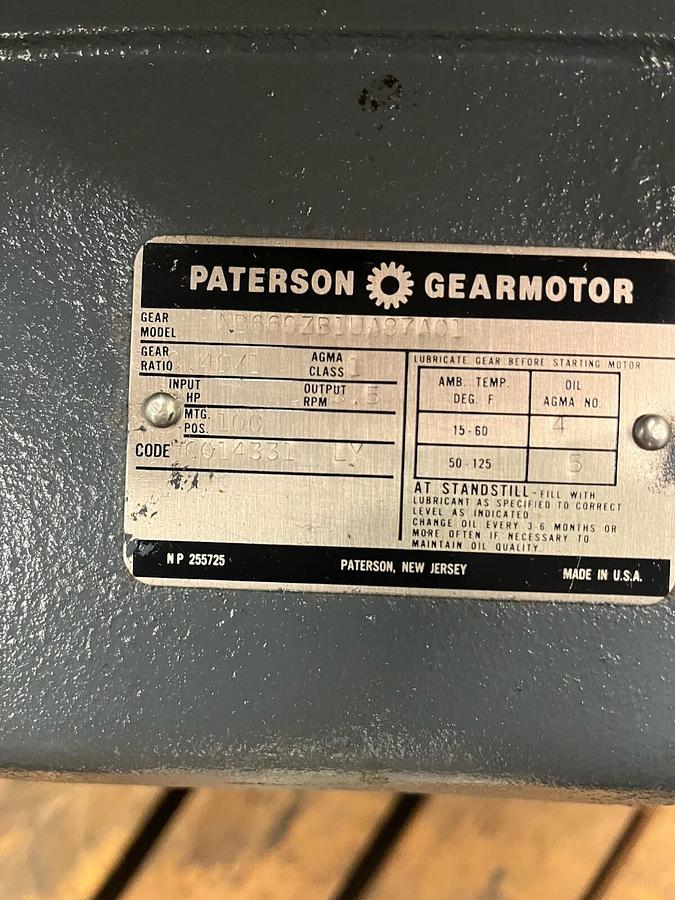 PATERSON GEARMOTOR
GEAR MODEL
GEAR RATIO
AGMA CLASS 1
INPUT HP
OUTPUT RPM
MTG. POS. 100
CODE LY
LUBRICATE GEAR BEFORE STARTING MOTOR
AMB. TEMP. DEG. F
OIL AGMA NO.
15-60 4
50-125 5
AT STANDSTILL-FILL WITH
LUBRICANT AS SPECIFIED TO CORRECT
LEVEL AS INDICATED
CHANGE OIL EVERY 3-6 MONTHS OR
MORE OFTEN IF NECESSARY TO
MAINTAIN OIL QUALITY
NP 255725
PATERSON, NEW JERSEY
MADE IN U.S.A.